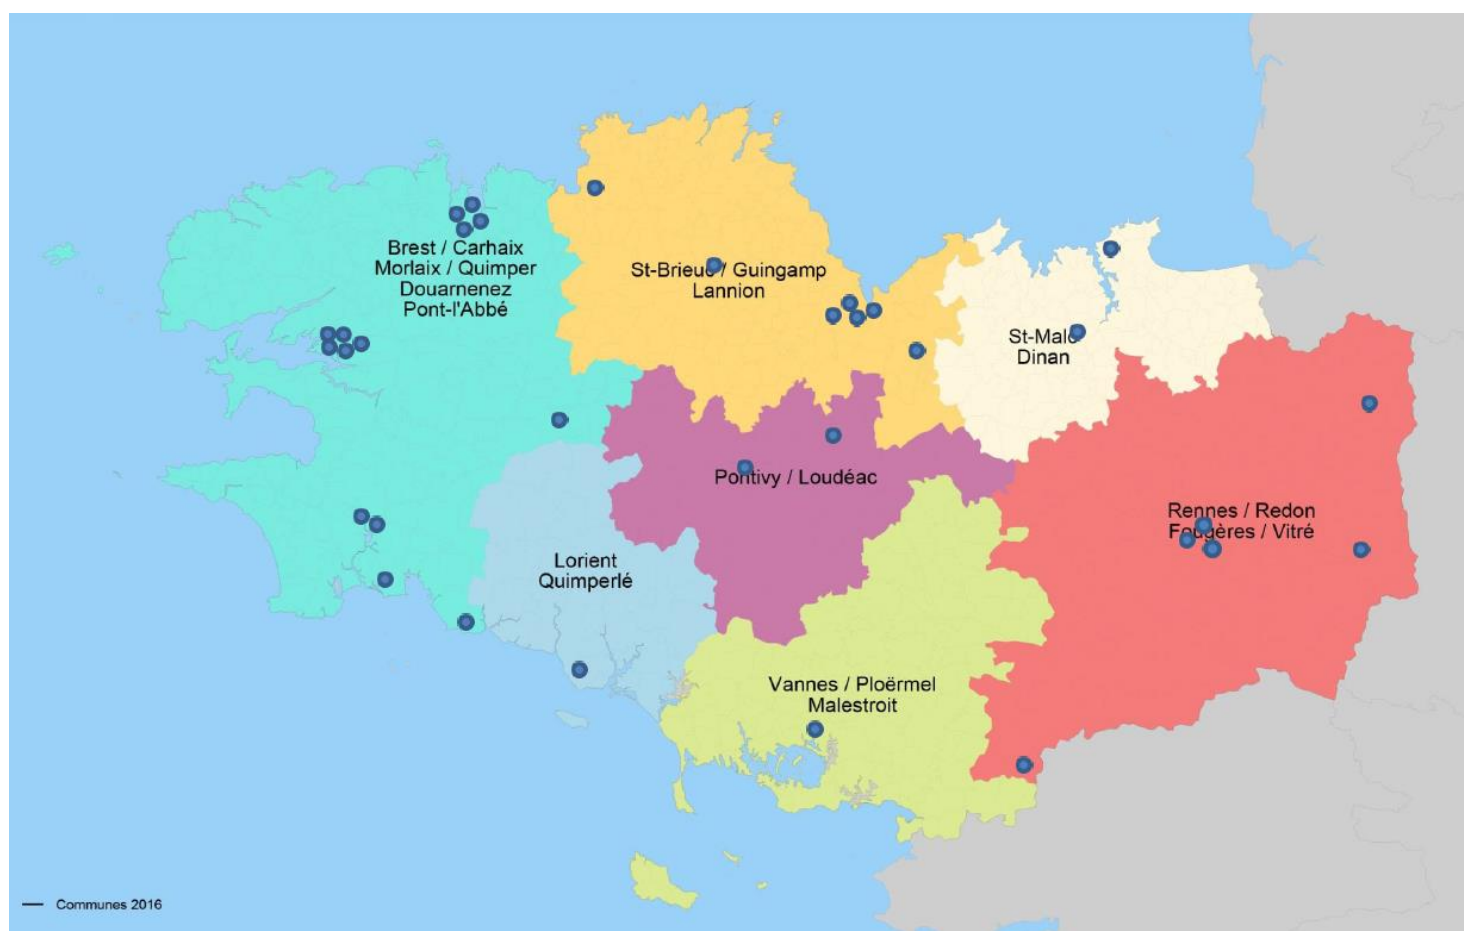 Brest / Carhaix
Morlaix / Quimper
Douarnenez
Pont-l'Abbé
St-Brieuc / Guingamp
Lannion
St-Malo
Dinan
Pontivy / Loudéac
Rennes / Redon
Fougères / Vitré
Lorient
Quimperlé
Vannes / Ploërmel
Malestroit
Communes 2016